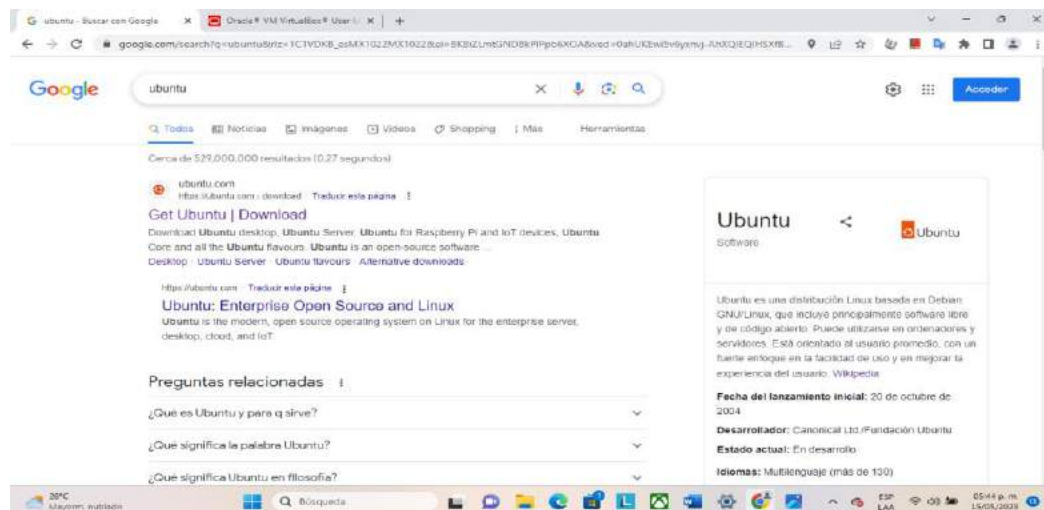 ubuntu - Buscar con Google
Oracle® VM VirtualBox® User
google.com/search?q=ubuntu
Google
ubuntu
Acceder
Todos Noticias Imágenes Videos Shopping Más Herramientas
Cerca de 529,000,000 resultados (0.27 segundos)
ubuntu.com
https://ubuntu.com › download Traducir esta página
Get Ubuntu | Download
Download Ubuntu desktop, Ubuntu Server, Ubuntu for Raspberry Pi and IoT devices, Ubuntu
Core and all the Ubuntu flavours. Ubuntu is an open-source software ...
Desktop · Ubuntu Server · Ubuntu flavours · Alternative downloads
https://ubuntu.com Traducir esta página
Ubuntu: Enterprise Open Source and Linux
Ubuntu is the modern, open source operating system on Linux for the enterprise server,
desktop, cloud, and IoT.
Preguntas relacionadas
¿Qué es Ubuntu y para q sirve?
¿Qué significa la palabra Ubuntu?
¿Qué significa Ubuntu en filosofía?
Ubuntu
Software
Ubuntu
Ubuntu es una distribución Linux basada en Debian
GNU/Linux, que incluye principalmente software libre
y de código abierto. Puede utilizarse en ordenadores y
servidores. Está orientado al usuario promedio, con un
fuerte enfoque en la facilidad de uso y en mejorar la
experiencia del usuario. Wikipedia
Fecha del lanzamiento inicial: 20 de octubre de
2004
Desarrollador: Canonical Ltd./Fundación Ubuntu
Estado actual: En desarrollo
Idiomas: Multilenguaje (más de 130)
26°C
Mayorm. nublado
Búsqueda
ESP
LAA
05:44 p. m.